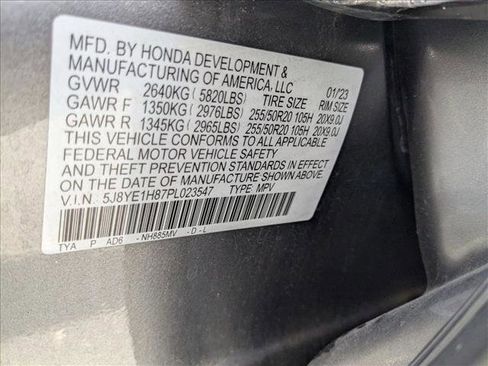 MFD. BY HONDA DEVELOPMENT &
MANUFACTURING OF AMERICA, LLC 01/23
GVWR 2640KG (5820LBS) TIRE SIZE RIM SIZE
GAWR F 1350KG (2976LBS) 255/50R20 105H 20X9.0J
GAWR R 1345KG (2965LBS) 255/50R20 105H 20X9.0J
THIS VEHICLE CONFORMS TO ALL APPLICABLE
FEDERAL MOTOR VEHICLE SAFETY
AND THEFT PREVENTION STANDARDS IN
EFFECT ON THE DATE OF MANUFACTURE SHOWN ABOVE.
V.I.N. 5J8YE1H87PL023547 TYPE: MPV
TYA P AD6 -NH885MV -D-L